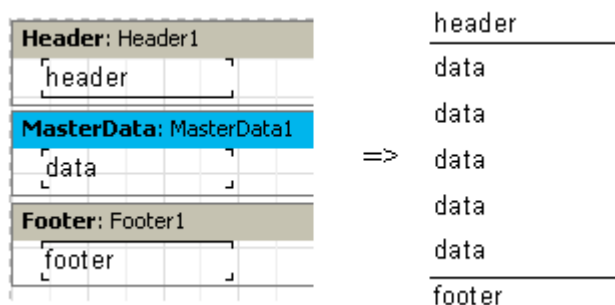 Header: Header1
header
MasterData: MasterData1
data
Footer: Footer1
footer
=>
header
data
data
data
data
data
footer